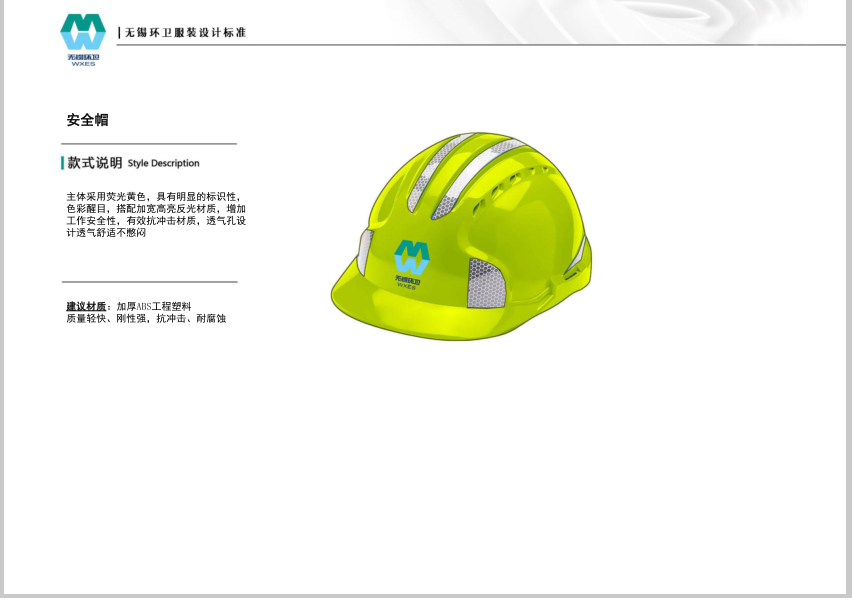 无锡环卫服装设计标准
无锡环卫
WXES
安全帽
款式说明 Style Description
主体采用荧光黄色，具有明显的标识性，
色彩醒目，搭配加宽高亮反光材质，增加
工作安全性，有效抗冲击材质，透气孔设
计透气舒适不憋闷
建议材质：加厚ABS工程塑料
质量轻快、刚性强，抗冲击、耐腐蚀
无锡环卫
WXES